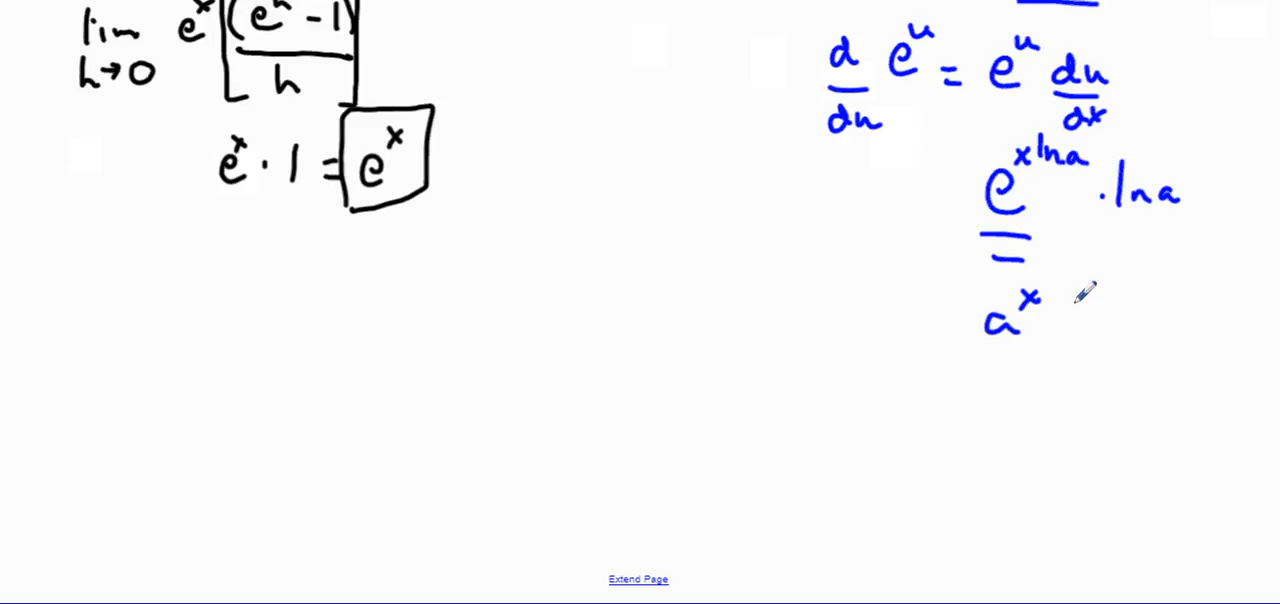 lim e^x [(e^h - 1)
h→0 h
e^x · 1 = e^x
d/du e^u = e^u du/dx
e^{x ln a} · ln a
=
a^x
Extend Page